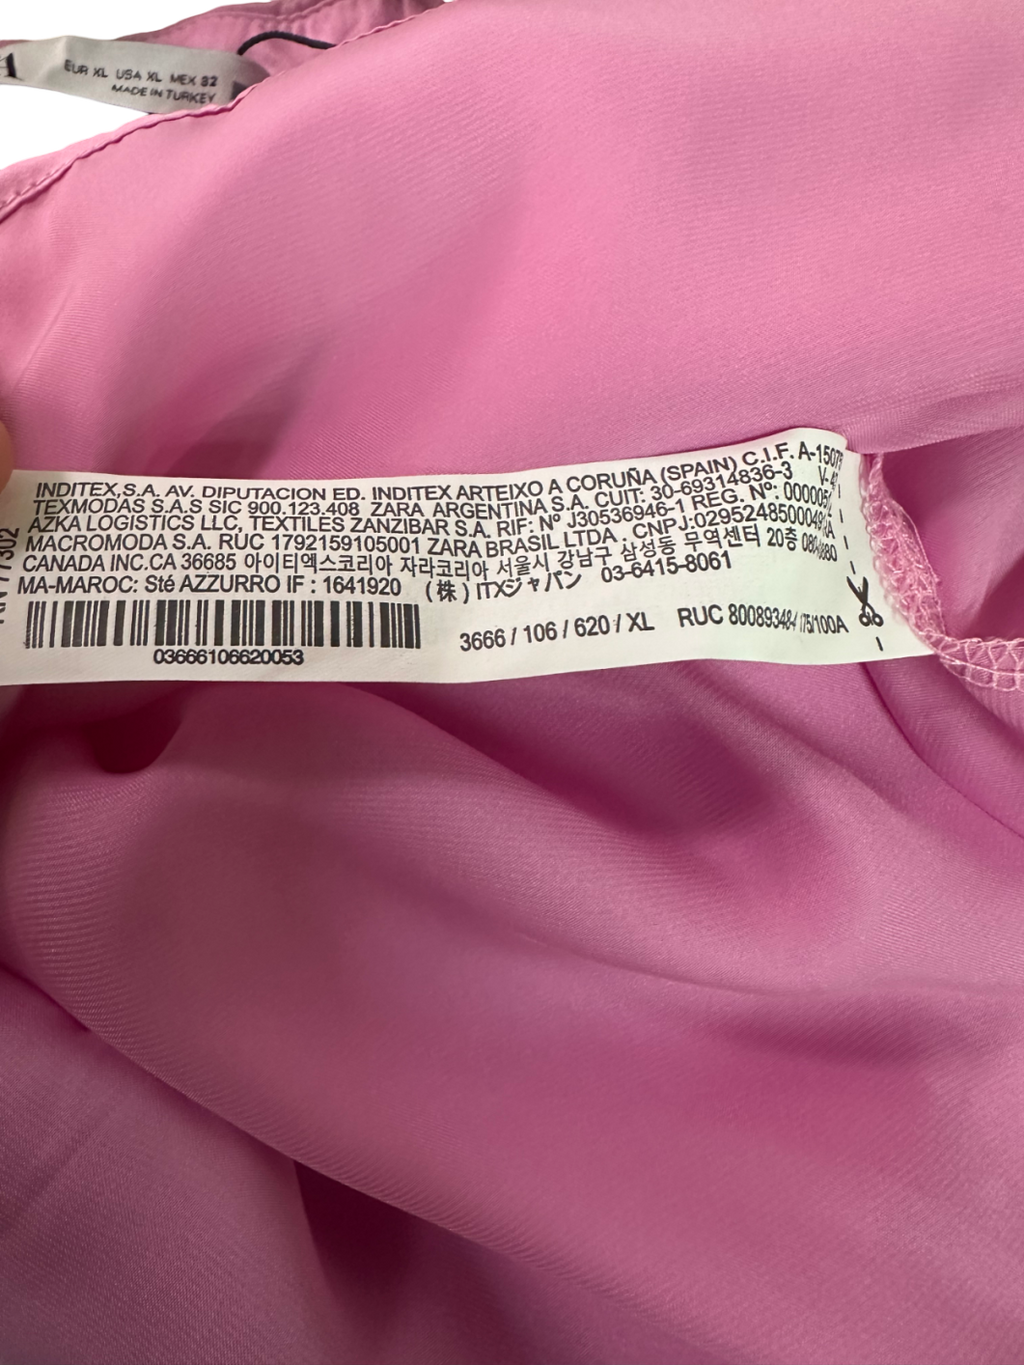 EUR XL USA XL MEX 32
MADE IN TURKEY
INDITEX,S.A. AV. DIPUTACION ED. INDITEX ARTEIXO A CORUÑA (SPAIN) C.I.F. A-1507
TEXMODAS S.A.S SIC 900.123.408 ZARA ARGENTINA S.A. CUIT: 30-69314836-3
AZKA LOGISTICS LLC, TEXTILES ZANZIBAR S.A. RIF: Nº J30536946-1 REG. Nº:
MACROMODA S.A. RUC 1792159105001 ZARA BRASIL LTDA . CNPJ:
CANADA INC.CA 36685 아이티엑스코리아 자라코리아 서울시 강남구 삼성동 무역센터 20층
MA-MAROC: Sté AZZURRO IF : 1641920 (株) ITXジャパン 03-6415-8061
03666106620053
3666 / 106 / 620 / XL RUC